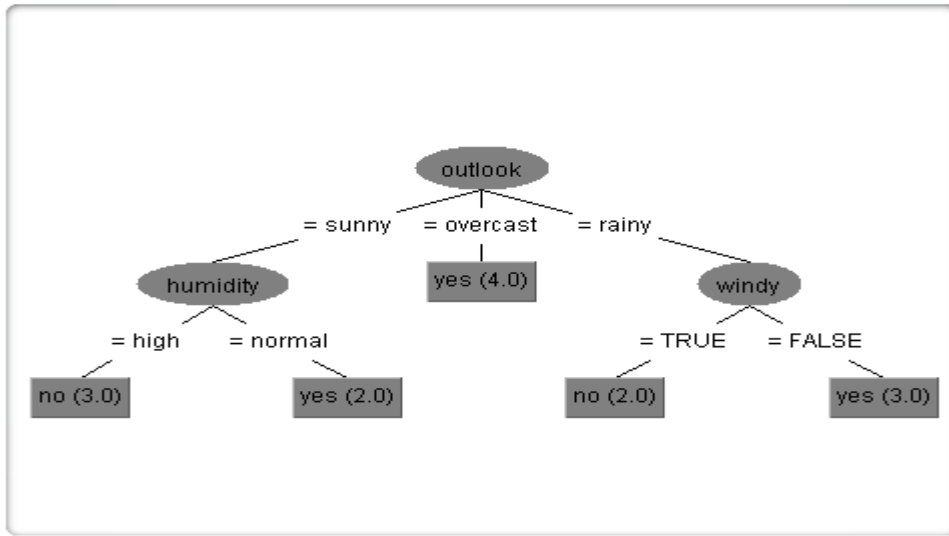 outlook
= sunny
= overcast
= rainy
humidity
yes (4.0)
windy
= high
= normal
= TRUE
= FALSE
no (3.0)
yes (2.0)
no (2.0)
yes (3.0)